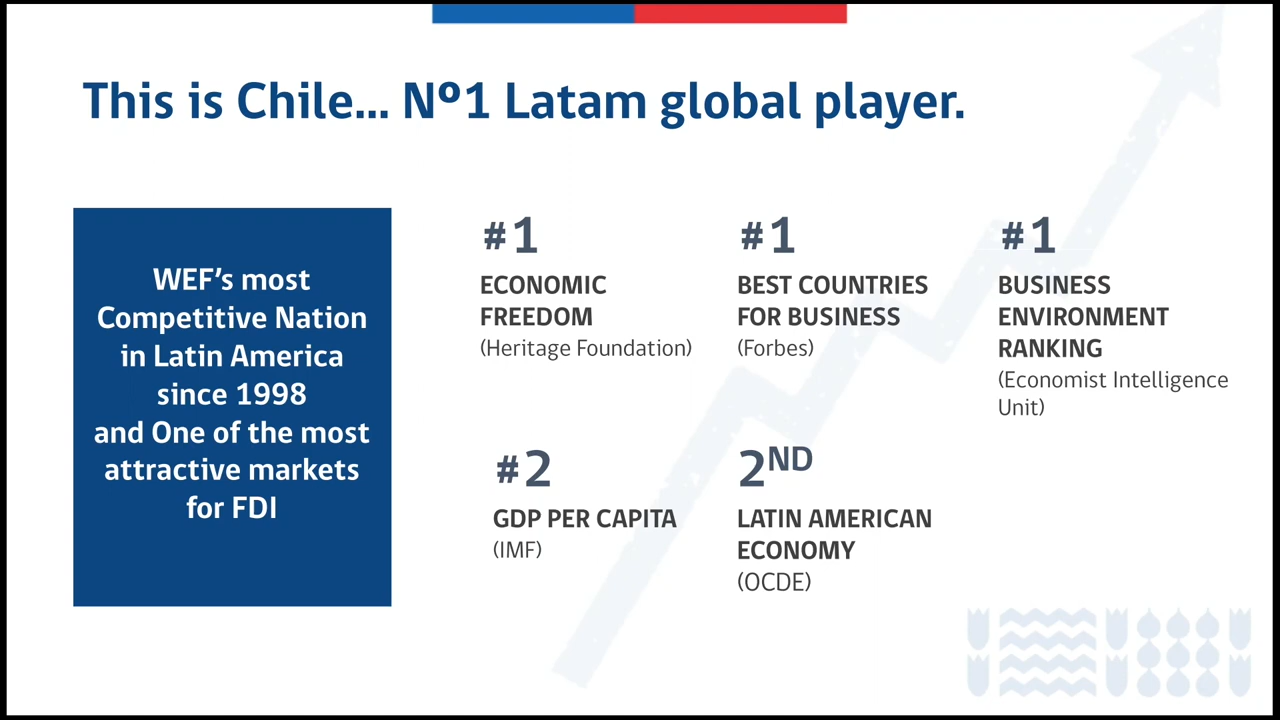 This is Chile... Nº1 Latam global player.
WEF's most
Competitive Nation
in Latin America
since 1998
and One of the most
attractive markets
for FDI
#1
ECONOMIC
FREEDOM
(Heritage Foundation)
#1
BEST COUNTRIES
FOR BUSINESS
(Forbes)
#1
BUSINESS
ENVIRONMENT
RANKING
(Economist Intelligence
Unit)
#2
GDP PER CAPITA
(IMF)
2ND
LATIN AMERICAN
ECONOMY
(OCDE)